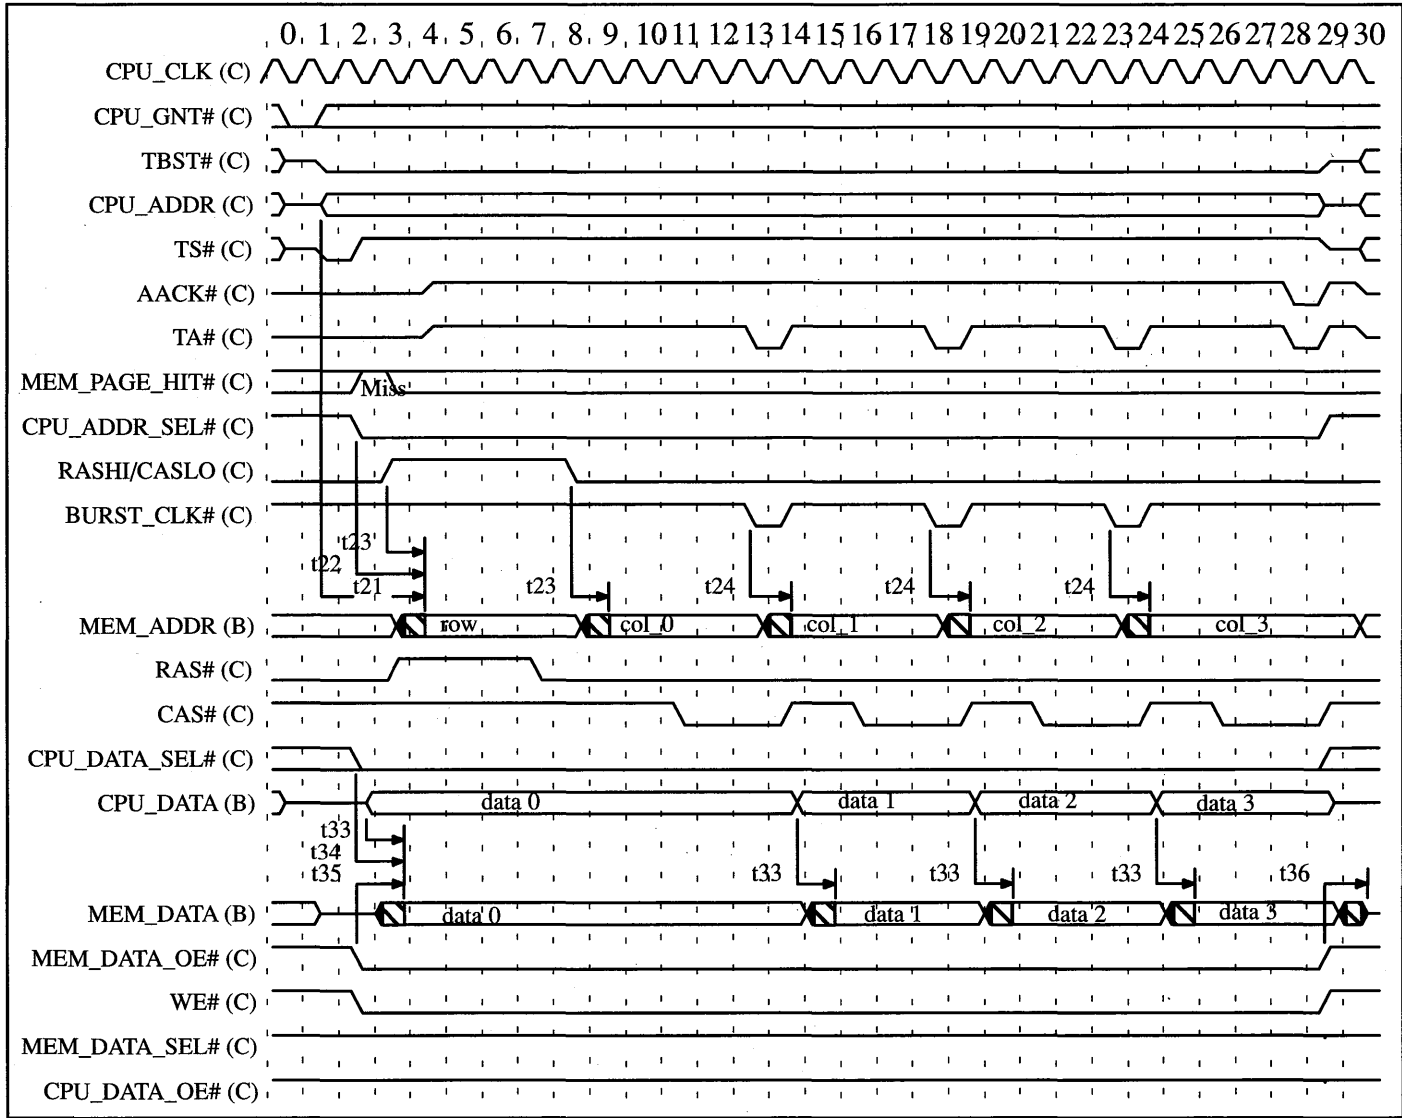 0 1 2 3 4 5 6 7 8 9 10 11 12 13 14 15 16 17 18 19 20 21 22 23 24 25 26 27 28 29 30
CPU_CLK (C)
CPU_GNT# (C)
TBST# (C)
CPU_ADDR (C)
TS# (C)
AACK# (C)
TA# (C)
MEM_PAGE_HIT# (C) Miss
CPU_ADDR_SEL# (C)
RASHI/CASLO (C)
BURST_CLK# (C)
t23
t22
t21 t23 t24 t24 t24
MEM_ADDR (B) row col_0 col_1 col_2 col_3
RAS# (C)
CAS# (C)
CPU_DATA_SEL# (C)
CPU_DATA (B) data 0 data 1 data 2 data 3
t33
t34
t35 t33 t33 t33 t36
MEM_DATA (B) data 0 data 1 data 2 data 3
MEM_DATA_OE# (C)
WE# (C)
MEM_DATA_SEL# (C)
CPU_DATA_OE# (C)